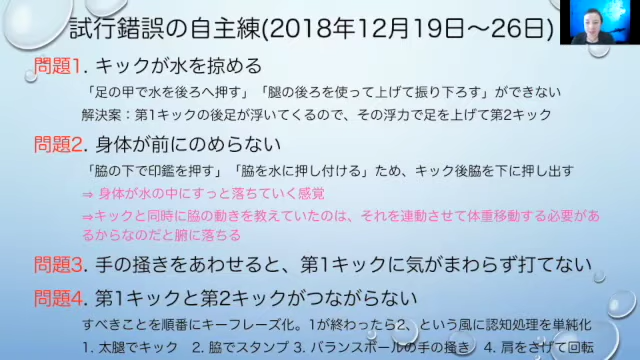 試行錯誤の自主練(2018年12月19日〜26日)
問題1. キックが水を掠める
「足の甲で水を後ろへ押す」「腿の後ろを使って上げて振り下ろす」ができない
解決案：第1キックの後足が浮いてくるので、その浮力で足を上げて第2キック
問題2. 身体が前にのめらない
「脇の下で印鑑を押す」「脇を水に押し付ける」ため、キック後脇を下に押し出す
⇒ 身体が水の中にすっと落ちていく感覚
⇒キックと同時に脇の動きを教えていたのは、それを連動させて体重移動する必要があ
るからなのだと腑に落ちる
問題3. 手の掻きをあわせると、第1キックに気がまわらず打てない
問題4. 第1キックと第2キックがつながらない
すべきことを順番にキーフレーズ化。1が終わったら2、という風に認知処理を単純化
1. 太腿でキック　2. 脇でスタンプ 3. バランスボールの手の掻き　4. 肩をさげて回転